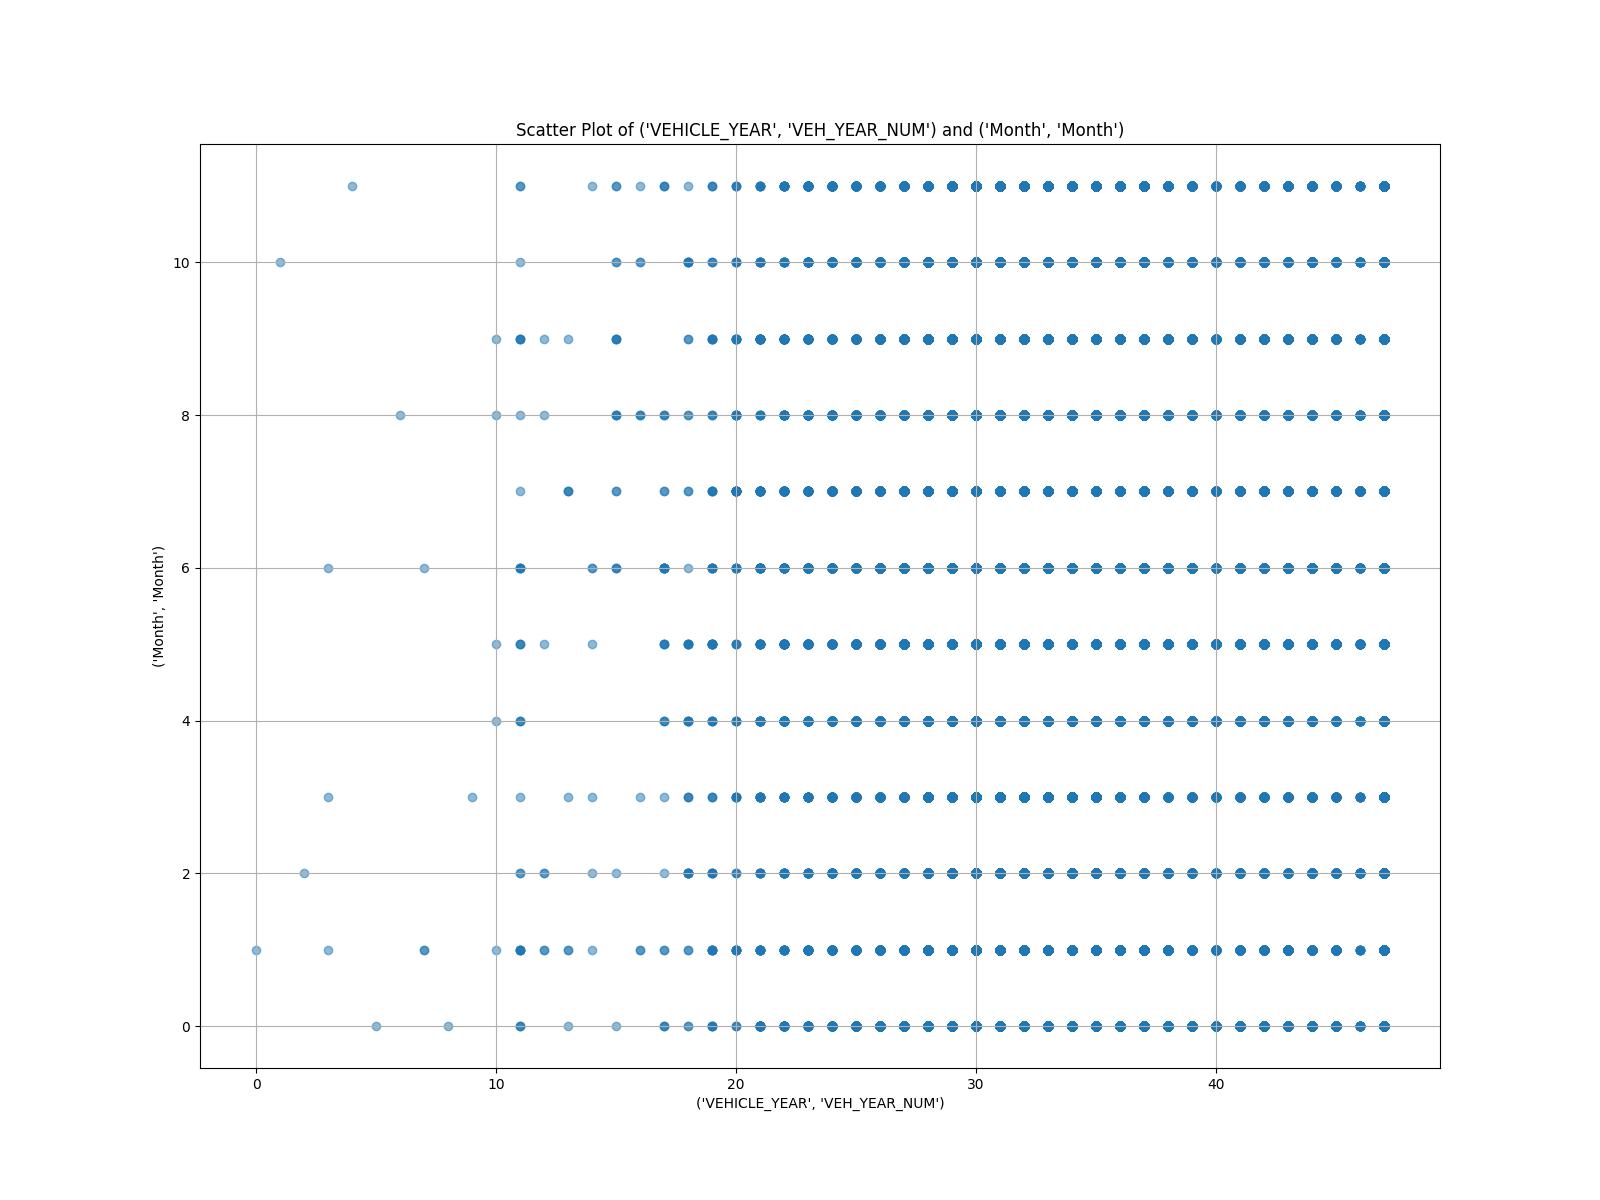 Scatter Plot of ('VEHICLE_YEAR', 'VEH_YEAR_NUM') and ('Month', 'Month')
('Month', 'Month')
10
8
6
4
2
0
0 10 20 30 40
('VEHICLE_YEAR', 'VEH_YEAR_NUM')